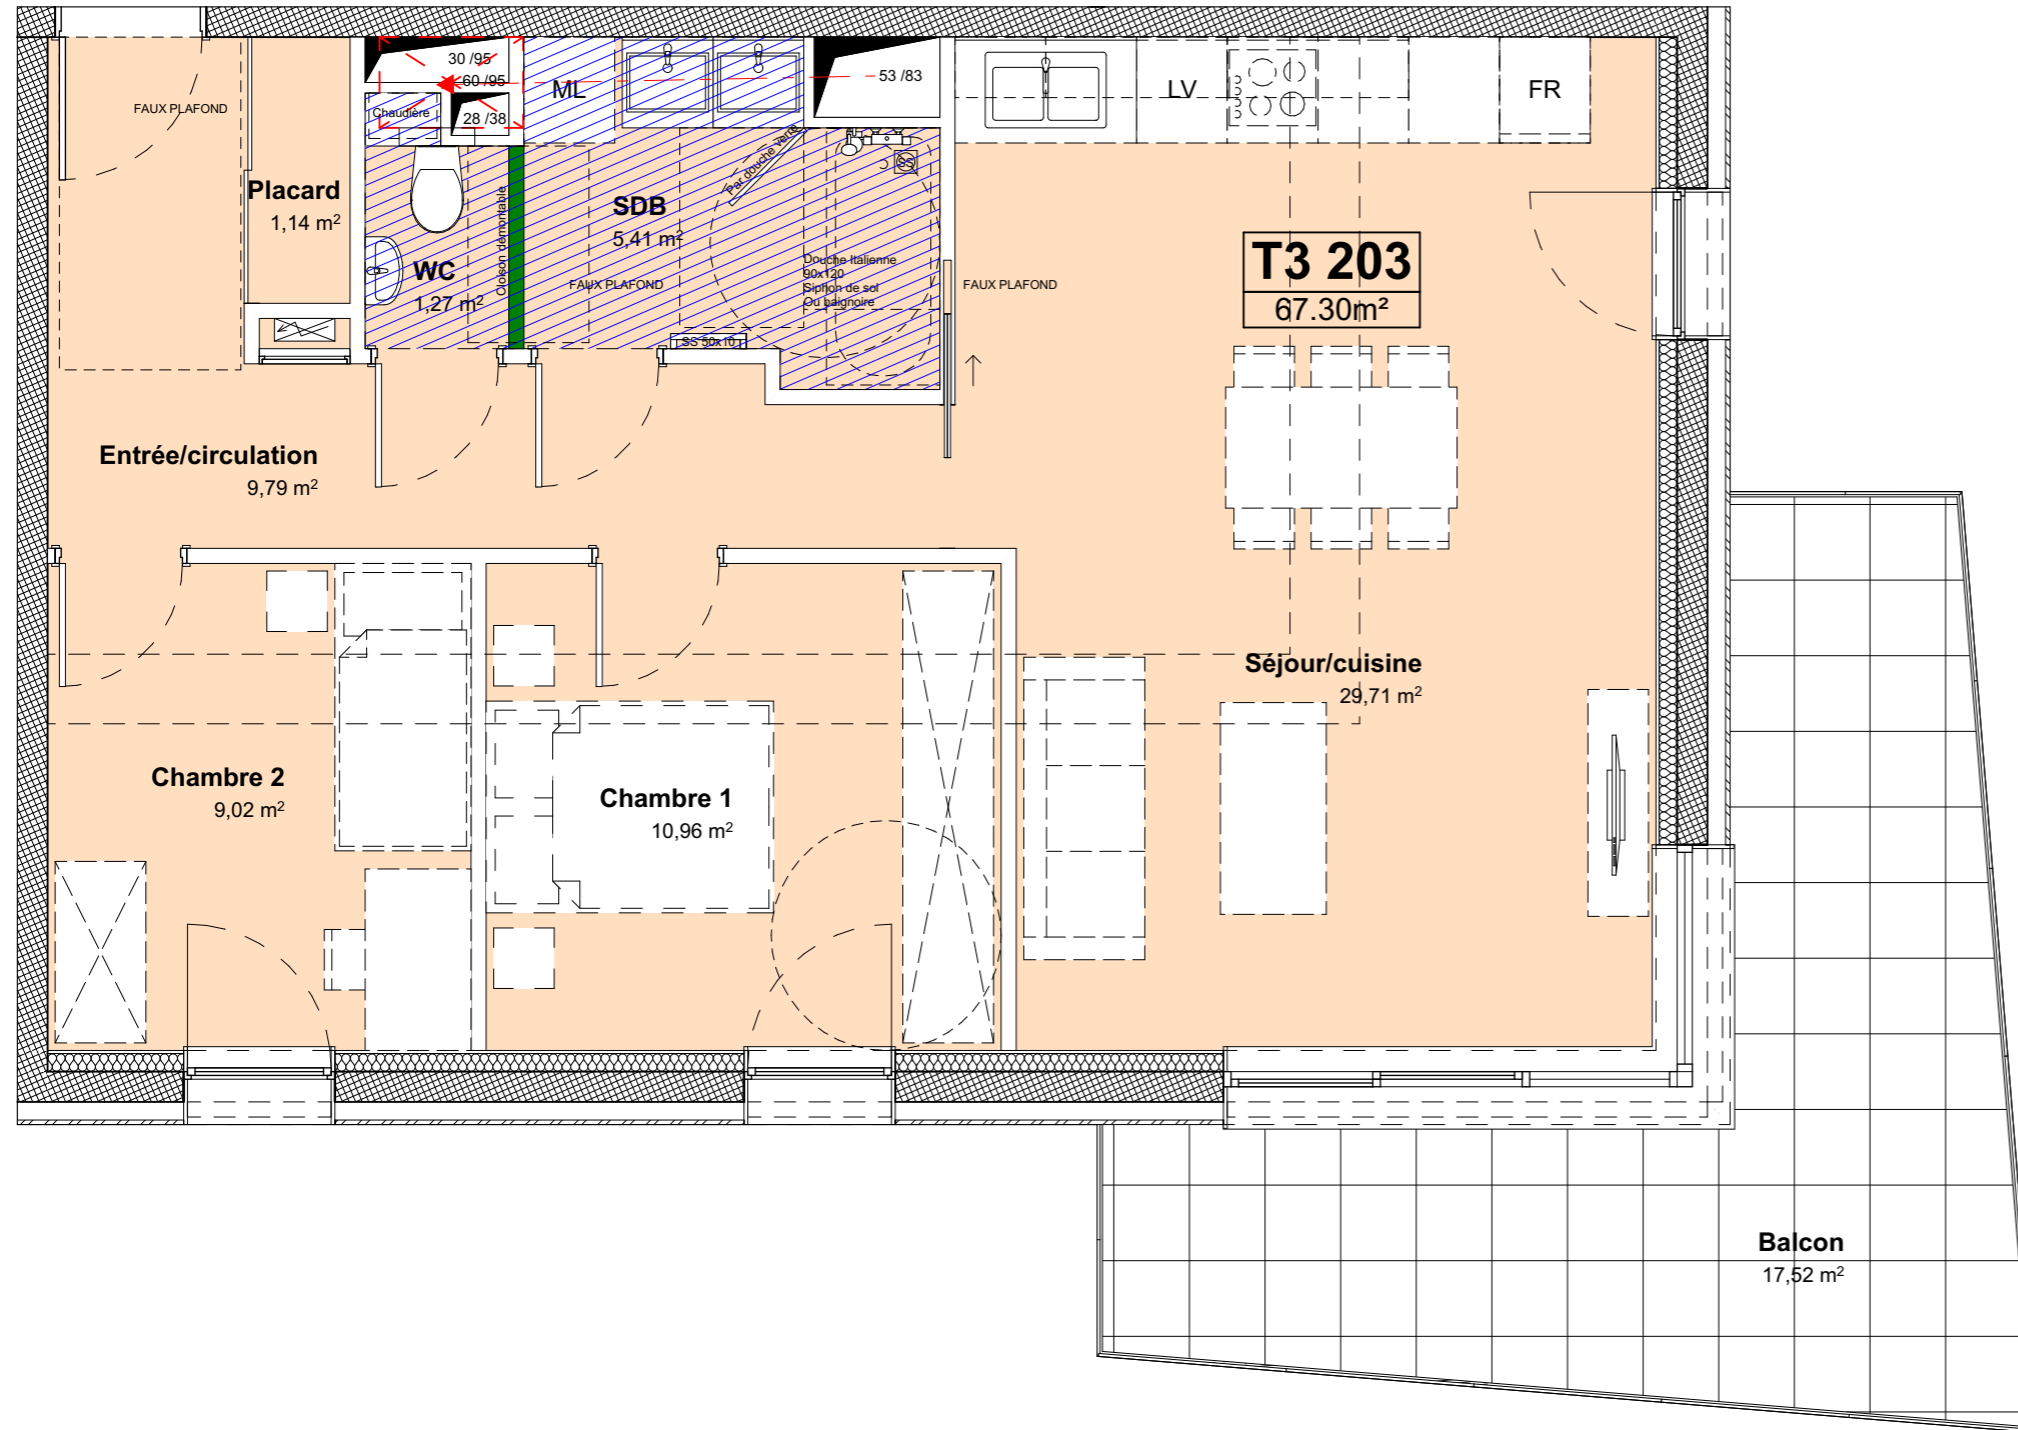 30 /95
60 /95
53 /83
ML
LV
FR
FAUX PLAFOND
Chaudière
28 /38
Par douche verre
SS
Placard
1,14 m²
Cloison démontable
SDB
5,41 m²
T3 203
67.30m²
WC
1,27 m²
Douche Italienne
90x120
Siphon de sol
Ou baignoire
FAUX PLAFOND
FAUX PLAFOND
SS 50x10
Entrée/circulation
9,79 m²
Séjour/cuisine
29,71 m²
Chambre 2
9,02 m²
Chambre 1
10,96 m²
Balcon
17,52 m²